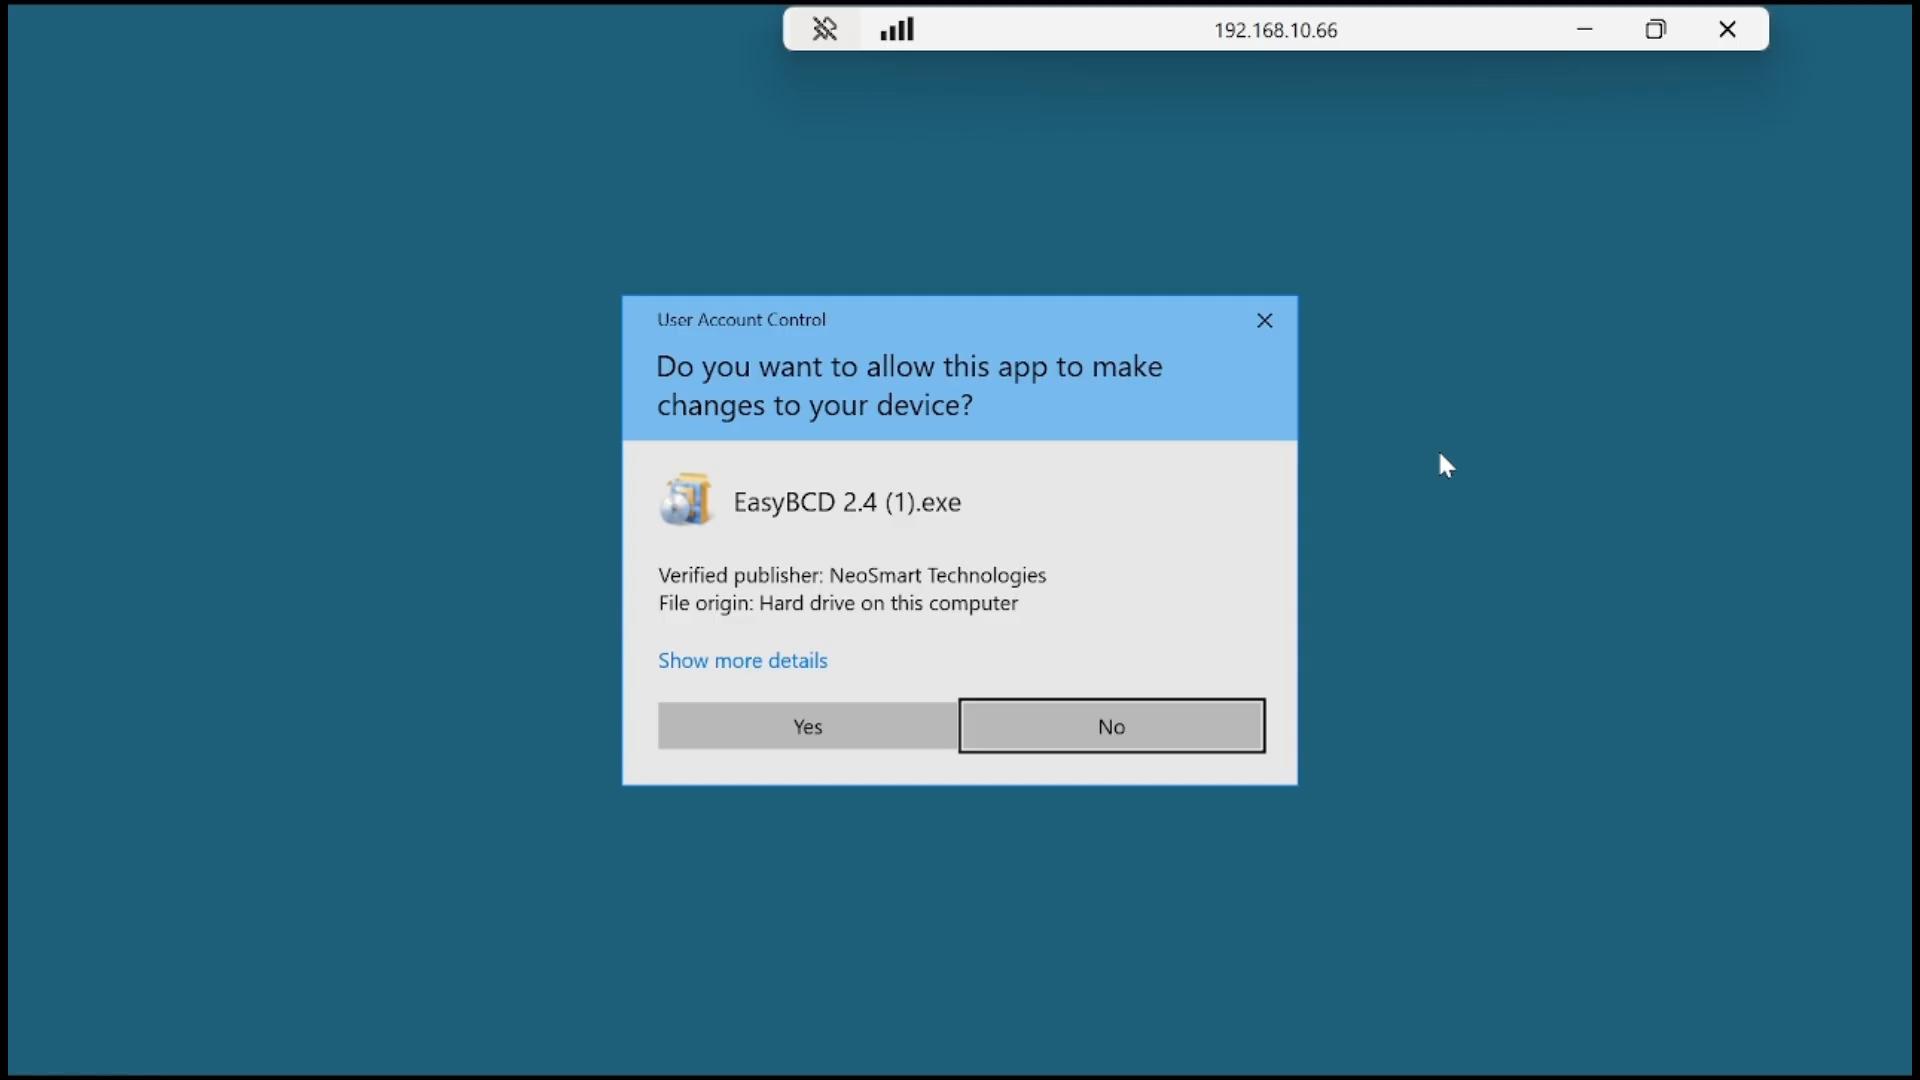 192.168.10.66
User Account Control
Do you want to allow this app to make
changes to your device?
EasyBCD 2.4 (1).exe
Verified publisher: NeoSmart Technologies
File origin: Hard drive on this computer
Show more details
Yes
No